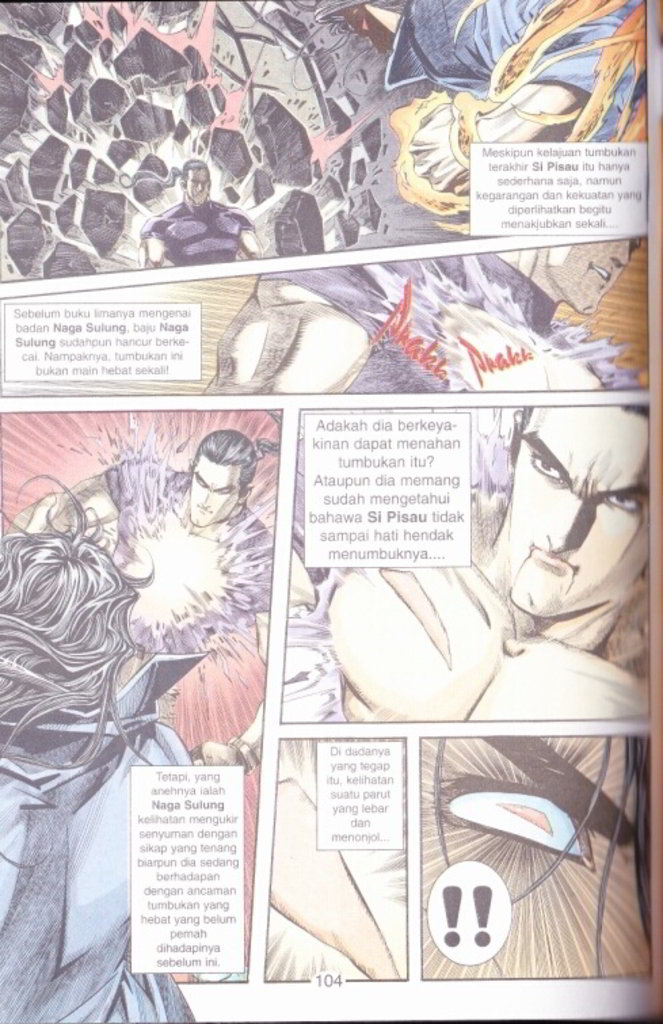 Meskipun kelajuan tumbukan
terakhir Si Pisau itu hanya
sederhana saja, namun
kegarangan dan kekuatan yang
diperlihatkan begitu
menakjubkan sekali....
Sebelum buku limanya mengenai
badan Naga Sulung, baju Naga
Sulung sudahpun hancur berke-
cai. Nampaknya, tumbukan ini
bukan main hebat sekali!
Prakk
Prakk
Adakah dia berkeya-
kinan dapat menahan
tumbukan itu?
Ataupun dia memang
sudah mengetahui
bahawa Si Pisau tidak
sampai hendak
menumbuknya....
Tetapi, yang
anehnya ialah
Naga Sulung
kelihatan mengukir
senyuman dengan
sikap yang tenang
biarpun dia sedang
berhadapan
dengan ancaman
tumbukan yang
hebat yang belum
pernah
dihadapinya
sebelum ini.
Di dadanya
yang tegap
itu, kelihatan
suatu parut
yang lebar
dan
menonjol...
!!
104